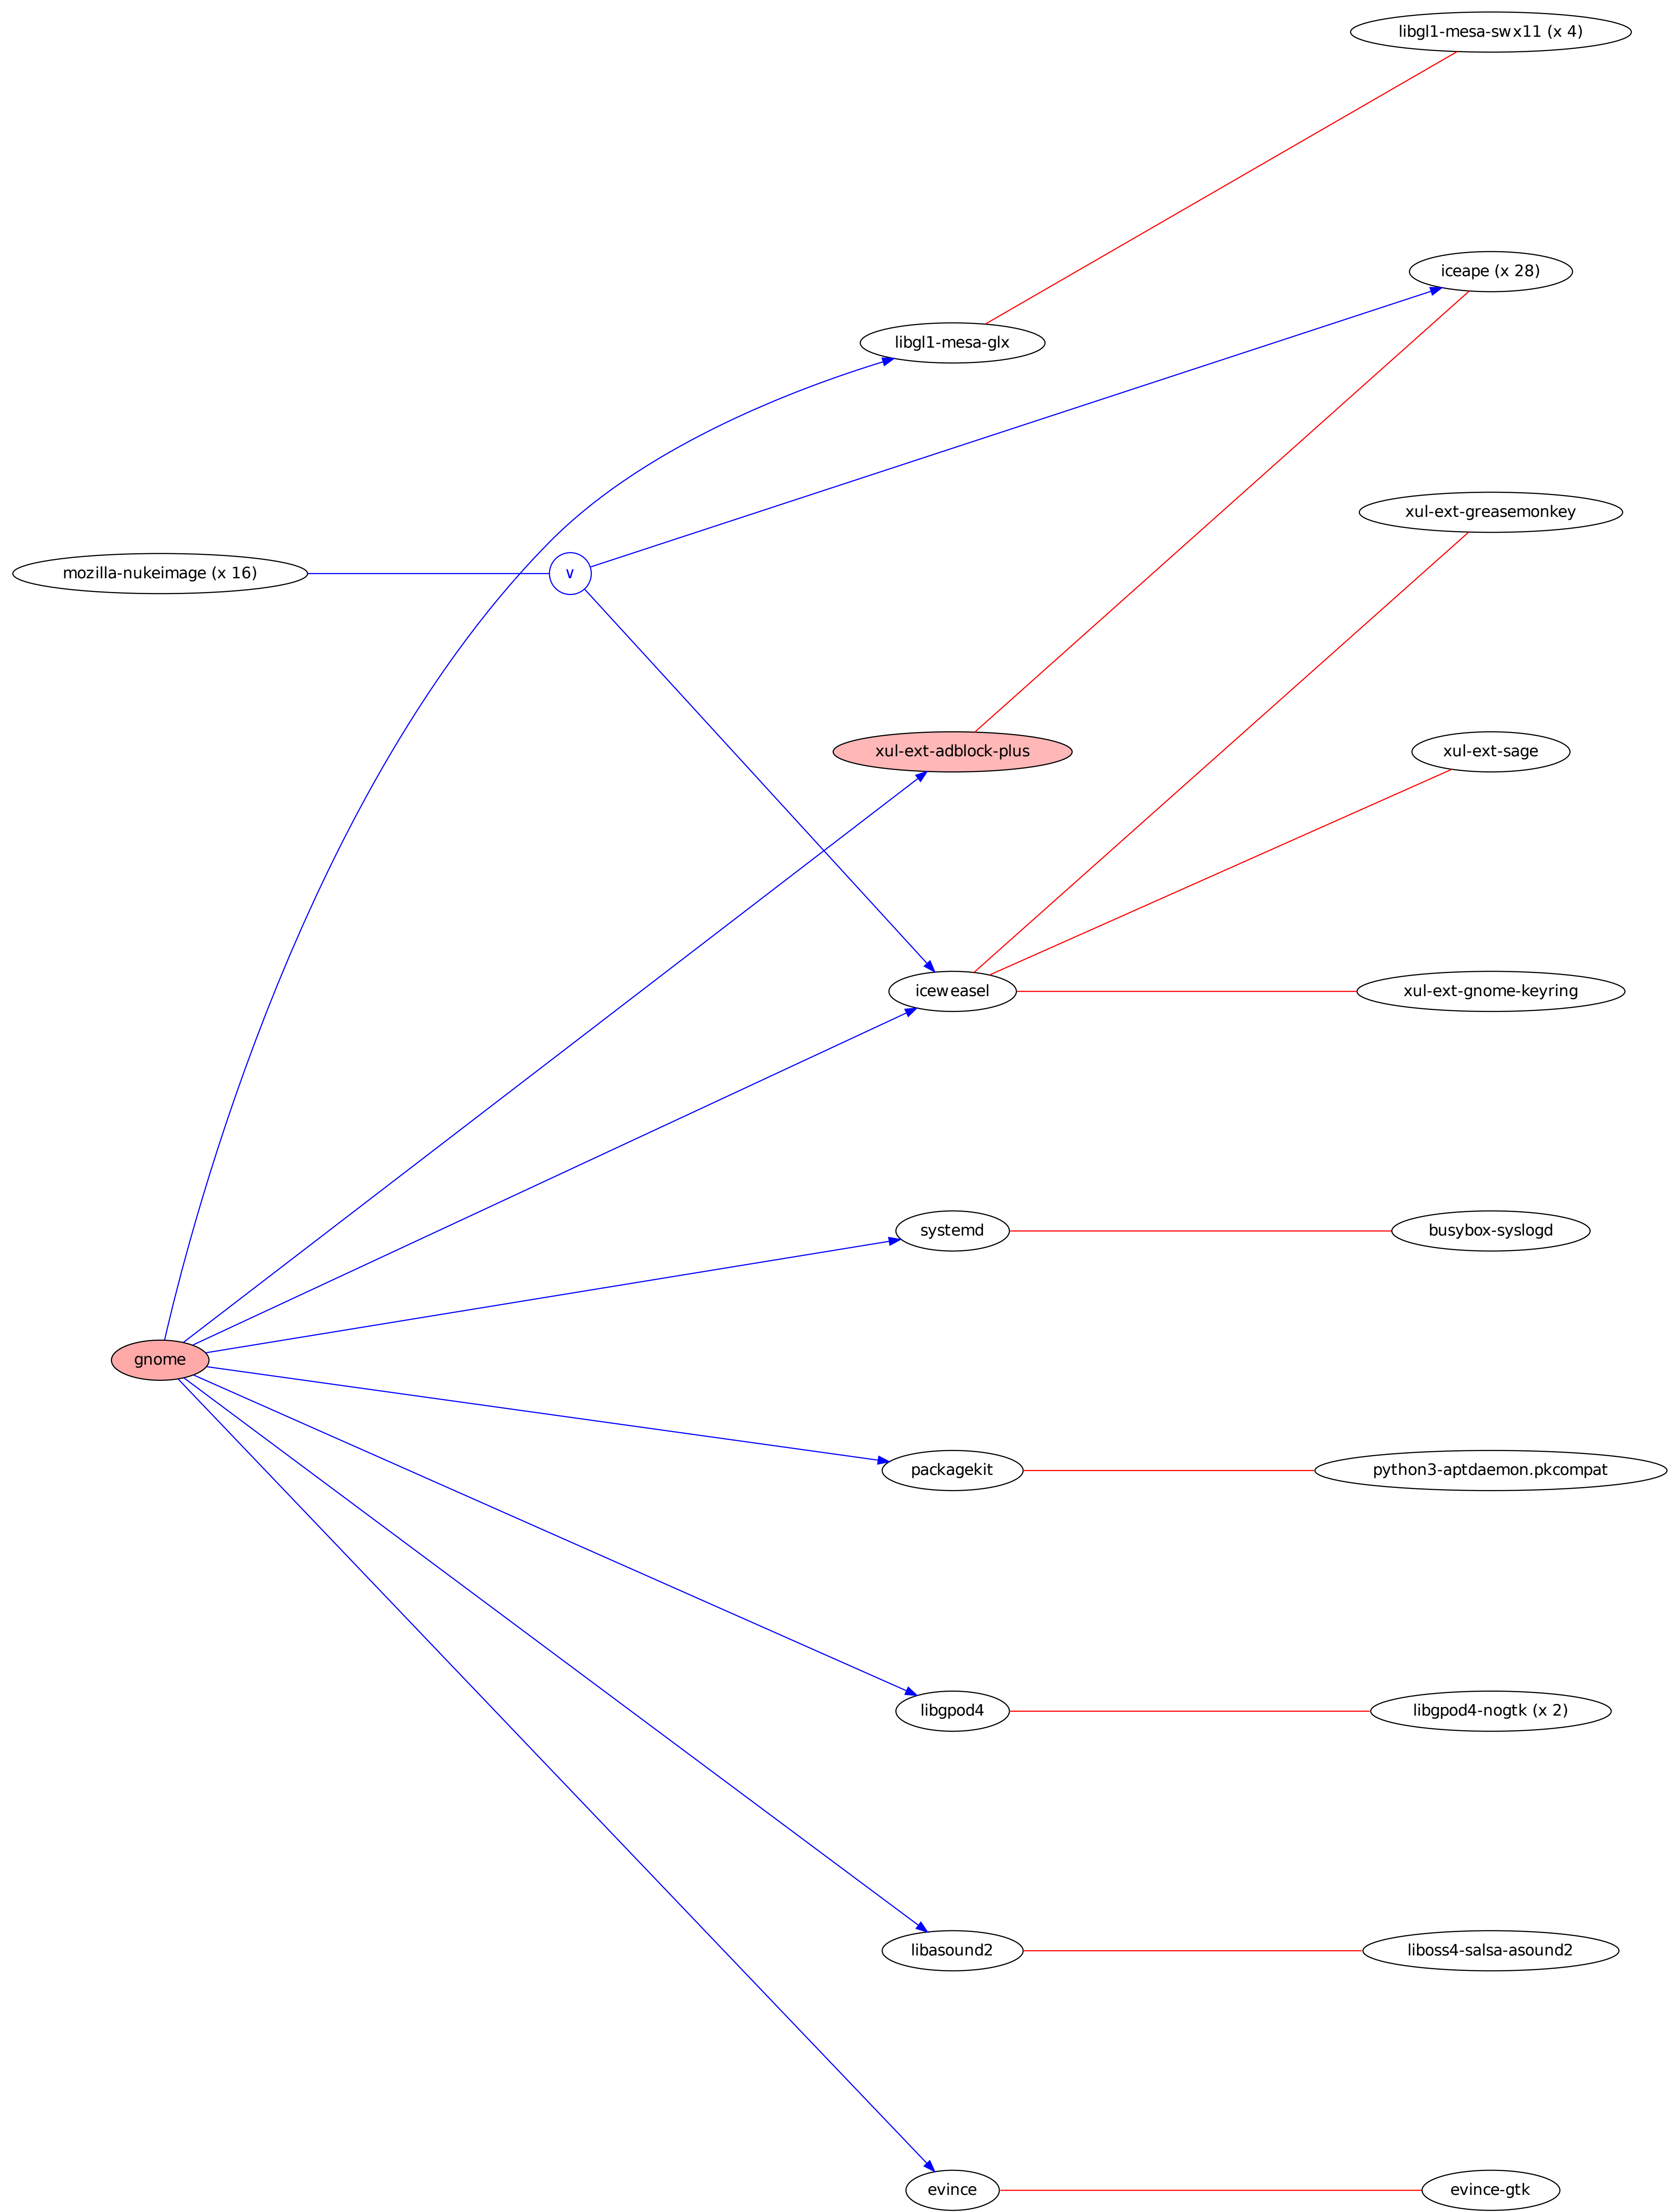 libgl1-mesa-swx11 (x 4)
iceape (x 28)
libgl1-mesa-glx
xul-ext-greasemonkey
mozilla-nukeimage (x 16)
∨
xul-ext-adblock-plus
xul-ext-sage
iceweasel
xul-ext-gnome-keyring
systemd
busybox-syslogd
gnome
packagekit
python3-aptdaemon.pkcompat
libgpod4
libgpod4-nogtk (x 2)
libasound2
liboss4-salsa-asound2
evince
evince-gtk